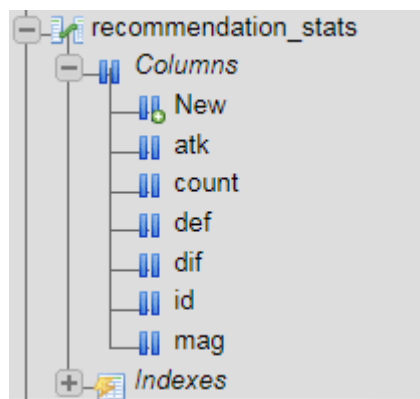 recommendation_stats
Columns
New
atk
count
def
dif
id
mag
Indexes